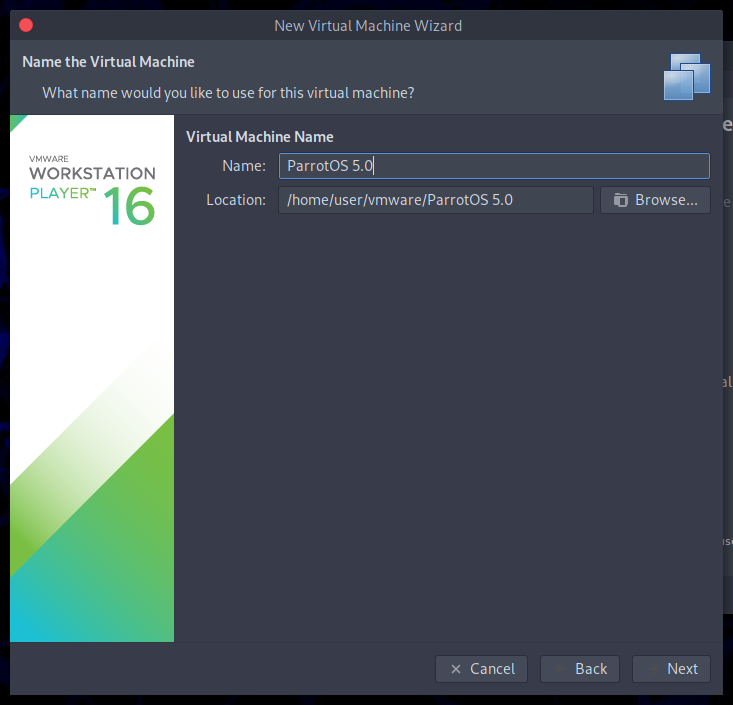 New Virtual Machine Wizard
Name the Virtual Machine
What name would you like to use for this virtual machine?
VMWARE
WORKSTATION
PLAYER™ 16
Virtual Machine Name
Name: ParrotOS 5.0
Location: /home/user/vmware/ParrotOS 5.0 Browse...
Cancel Back Next